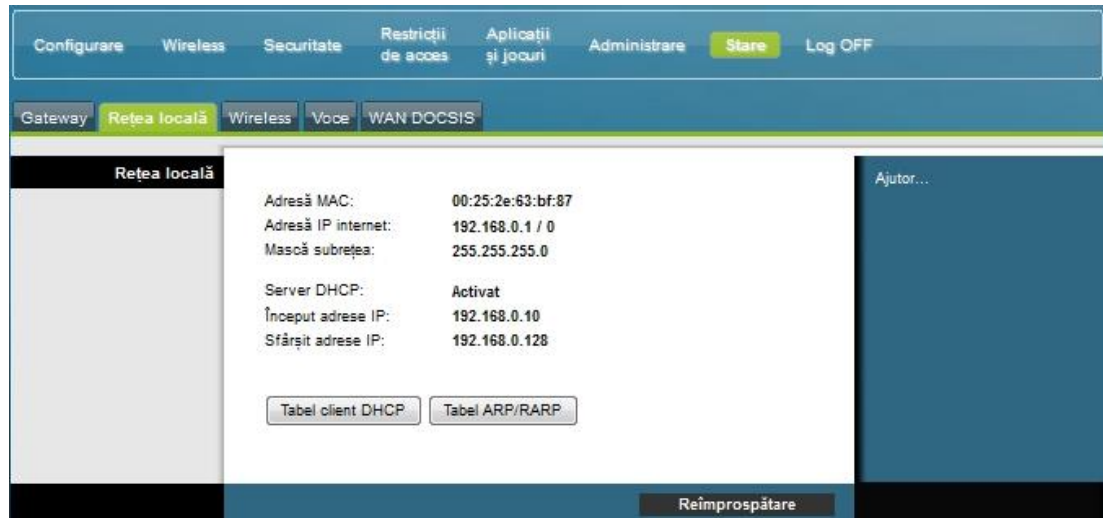 Configurare Wireless Securitate Restricții de acces Aplicații și jocuri Administrare Stare Log OFF
Gateway Rețea locală Wireless Voce WAN DOCSIS
Rețea locală
Ajutor...
Adresă MAC: 00:25:2e:63:bf:87
Adresă IP internet: 192.168.0.1 / 0
Mască subrețea: 255.255.255.0
Server DHCP: Activat
Început adrese IP: 192.168.0.10
Sfârșit adrese IP: 192.168.0.128
Tabel client DHCP Tabel ARP/RARP
Reîmprospătare